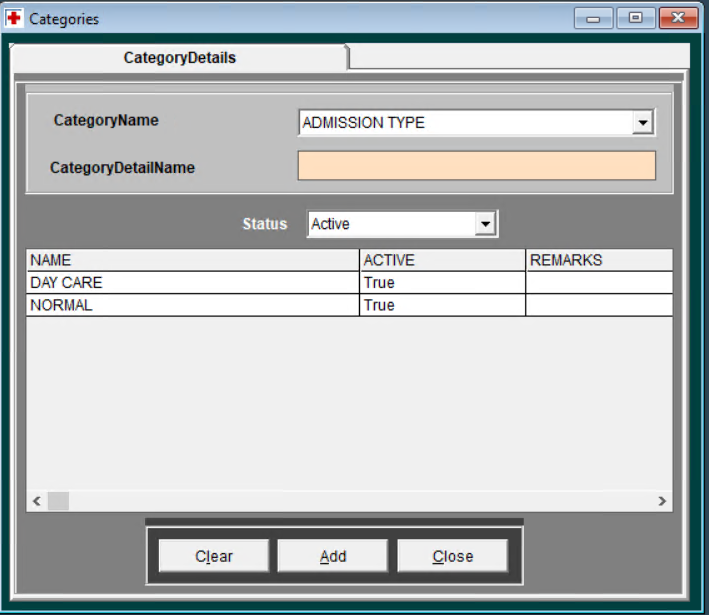 Categories
CategoryDetails
CategoryName ADMISSION TYPE
CategoryDetailName
Status Active
NAME ACTIVE REMARKS
DAY CARE True
NORMAL True
Clear Add Close